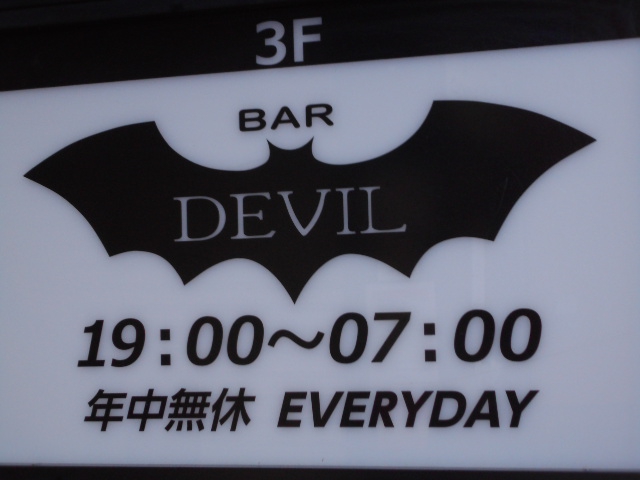 3F
BAR
DEVIL
19:00〜07:00
年中無休 EVERYDAY